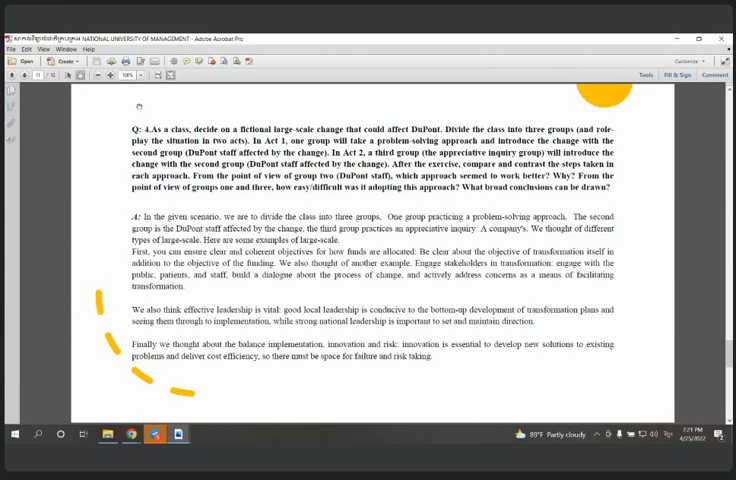 NATIONAL UNIVERSITY OF MANAGEMENT - Adobe Acrobat Pro
File Edit View Window Help
Open Create Customize
11 / 12 108% Tools Fill & Sign Comment
Q: 4.As a class, decide on a fictional large-scale change that could affect DuPont. Divide the class into three groups (and role-
play the situation in two acts). In Act 1, one group will take a problem-solving approach and introduce the change with the
second group (DuPont staff affected by the change). In Act 2, a third group (the appreciative inquiry group) will introduce the
change with the second group (DuPont staff affected by the change). After the exercise, compare and contrast the steps taken in
each approach. From the point of view of group two (DuPont staff), which approach seemed to work better? Why? From the
point of view of groups one and three, how easy/difficult was it adopting this approach? What broad conclusions can be drawn?
A: In the given scenario, we are to divide the class into three groups, One group practicing a problem-solving approach, The second
group is the DuPont staff affected by the change, the third group practices an appreciative inquiry A company's. We thought of different
types of large-scale. Here are some examples of large-scale.
First, you can ensure clear and coherent objectives for how funds are allocated: Be clear about the objective of transformation itself in
addition to the objective of the funding. We also thought of another example. Engage stakeholders in transformation: engage with the
public, patients, and staff, build a dialogue about the process of change, and actively address concerns as a means of facilitating
transformation.
We also think effective leadership is vital: good local leadership is conducive to the bottom-up development of transformation plans and
seeing them through to implementation, while strong national leadership is important to set and maintain direction.
Finally we thought about the balance implementation, innovation and risk: innovation is essential to develop new solutions to existing
problems and deliver cost efficiency, so there must be space for failure and risk taking.
89°F Partly cloudy
7:21 PM
4/25/2022